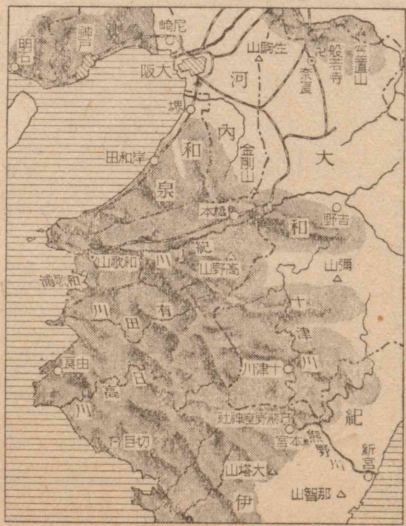 明石
神戸
尼崎
大阪
生駒山
般若寺
笠置山
奈良
河内
堺
岸和田
和泉
金剛山
大和
橋本
吉野
紀川
高野山
和歌山
和歌浦
有田川
彌山
十津川
十津川
由良
日高川
切目
本宮
熊野川
新宮
大塔山
那智山
紀伊